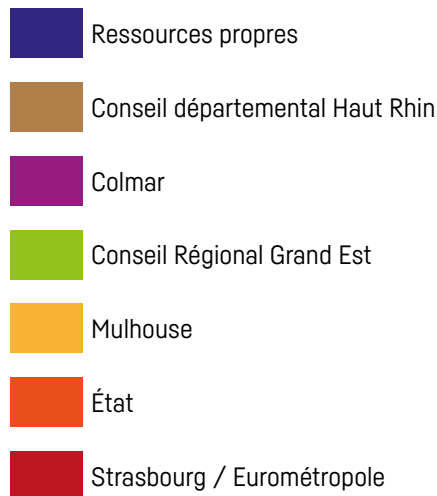 Ressources propres
Conseil départemental Haut Rhin
Colmar
Conseil Régional Grand Est
Mulhouse
État
Strasbourg / Eurométropole